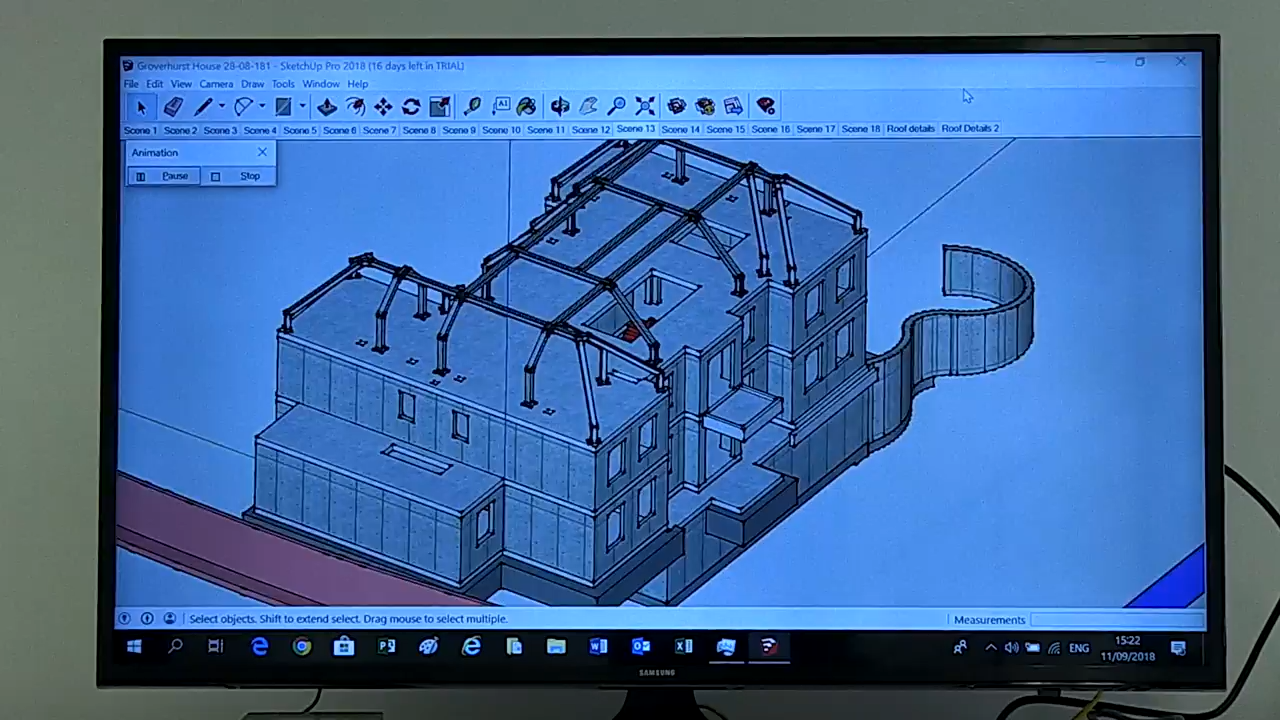 Groverhurst House 28-08-181 - SketchUp Pro 2018 (16 days left in TRIAL)
File Edit View Camera Draw Tools Window Help
Scene 1 Scene 2 Scene 3 Scene 4 Scene 5 Scene 6 Scene 7 Scene 8 Scene 9 Scene 10 Scene 11 Scene 12 Scene 13 Scene 14 Scene 15 Scene 16 Scene 17 Scene 18 Roof details Roof Details 2
Animation
Pause Stop
Select objects. Shift to extend select. Drag mouse to select multiple.
Measurements
ENG
15:22
11/09/2018
SAMSUNG